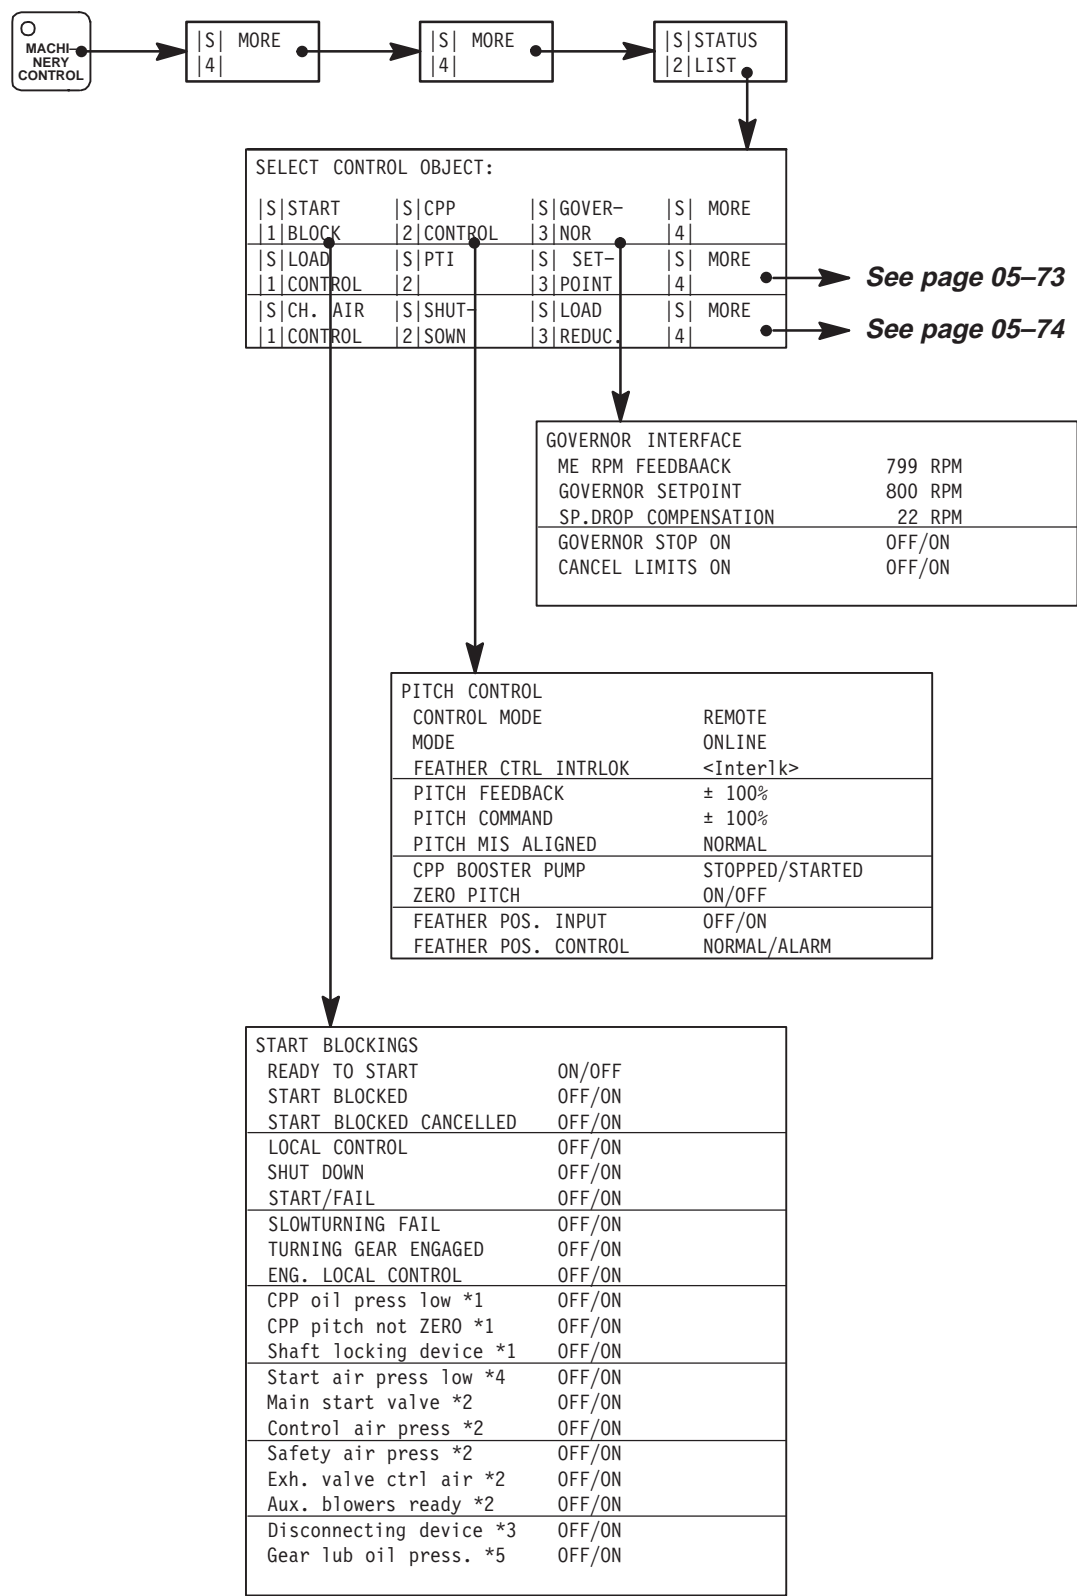 MACHI-
NERY
CONTROL
|S| MORE
|4|
|S| MORE
|4|
|S|STATUS
|2|LIST
SELECT CONTROL OBJECT:
|S|START |S|CPP |S|GOVER- |S| MORE
|1|BLOCK |2|CONTROL |3|NOR |4|
|S|LOAD |S|PTI |S| SET- |S| MORE
|1|CONTROL |2| |3|POINT |4|
See page 05–73
|S|CH. AIR |S|SHUT- |S|LOAD |S| MORE
|1|CONTROL |2|SOWN |3|REDUC. |4|
See page 05–74
GOVERNOR INTERFACE
ME RPM FEEDBAACK 799 RPM
GOVERNOR SETPOINT 800 RPM
SP.DROP COMPENSATION 22 RPM
GOVERNOR STOP ON OFF/ON
CANCEL LIMITS ON OFF/ON
PITCH CONTROL
CONTROL MODE REMOTE
MODE ONLINE
FEATHER CTRL INTRLOK <Interlk>
PITCH FEEDBACK ± 100%
PITCH COMMAND ± 100%
PITCH MIS ALIGNED NORMAL
CPP BOOSTER PUMP STOPPED/STARTED
ZERO PITCH ON/OFF
FEATHER POS. INPUT OFF/ON
FEATHER POS. CONTROL NORMAL/ALARM
START BLOCKINGS
READY TO START ON/OFF
START BLOCKED OFF/ON
START BLOCKED CANCELLED OFF/ON
LOCAL CONTROL OFF/ON
SHUT DOWN OFF/ON
START/FAIL OFF/ON
SLOWTURNING FAIL OFF/ON
TURNING GEAR ENGAGED OFF/ON
ENG. LOCAL CONTROL OFF/ON
CPP oil press low *1 OFF/ON
CPP pitch not ZERO *1 OFF/ON
Shaft locking device *1 OFF/ON
Start air press low *4 OFF/ON
Main start valve *2 OFF/ON
Control air press *2 OFF/ON
Safety air press *2 OFF/ON
Exh. valve ctrl air *2 OFF/ON
Aux. blowers ready *2 OFF/ON
Disconnecting device *3 OFF/ON
Gear lub oil press. *5 OFF/ON